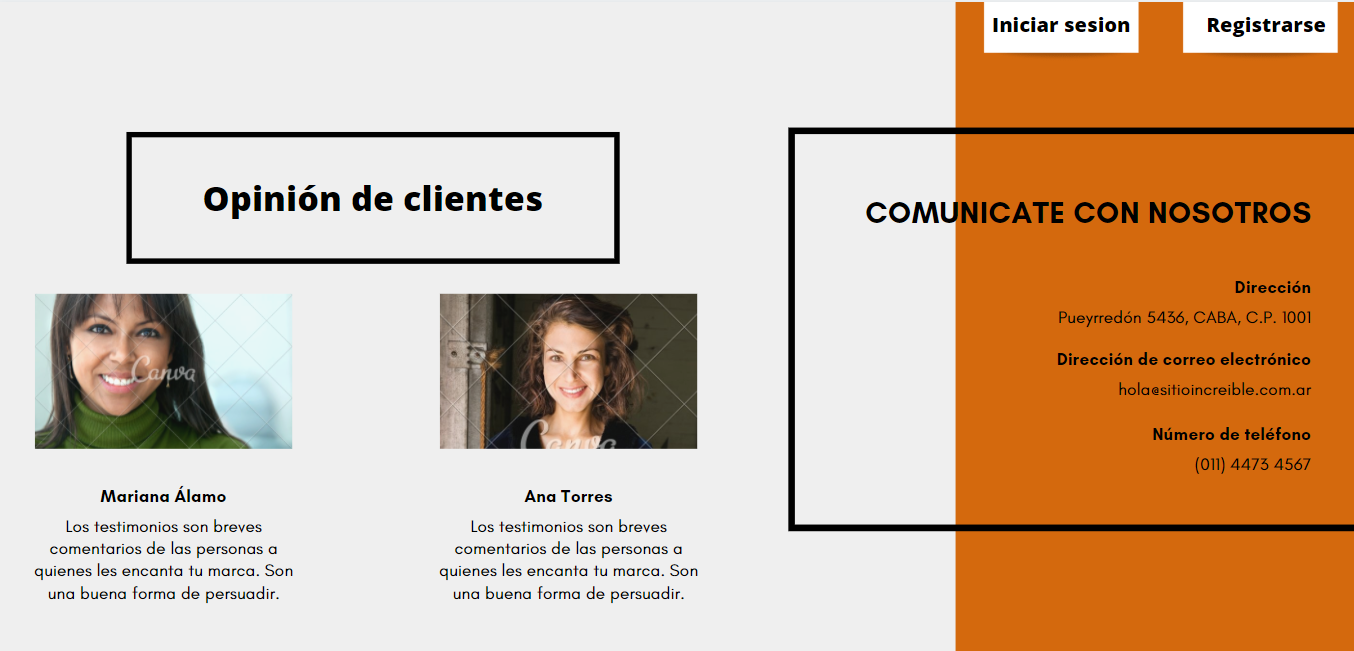 Iniciar sesion
Registrarse
Opinión de clientes
Canva
Canva
Mariana Álamo
Los testimonios son breves
comentarios de las personas a
quienes les encanta tu marca. Son
una buena forma de persuadir.
Ana Torres
Los testimonios son breves
comentarios de las personas a
quienes les encanta tu marca. Son
una buena forma de persuadir.
COMUNICATE CON NOSOTROS
Dirección
Pueyrredón 5436, CABA, C.P. 1001
Dirección de correo electrónico
hola@sitioincreible.com.ar
Número de teléfono
(011) 4473 4567